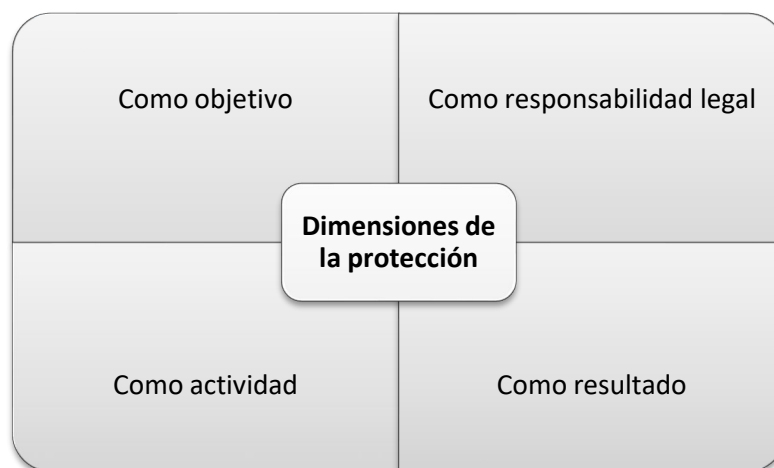 Como objetivo
Como responsabilidad legal
Dimensiones de
la protección
Como actividad
Como resultado